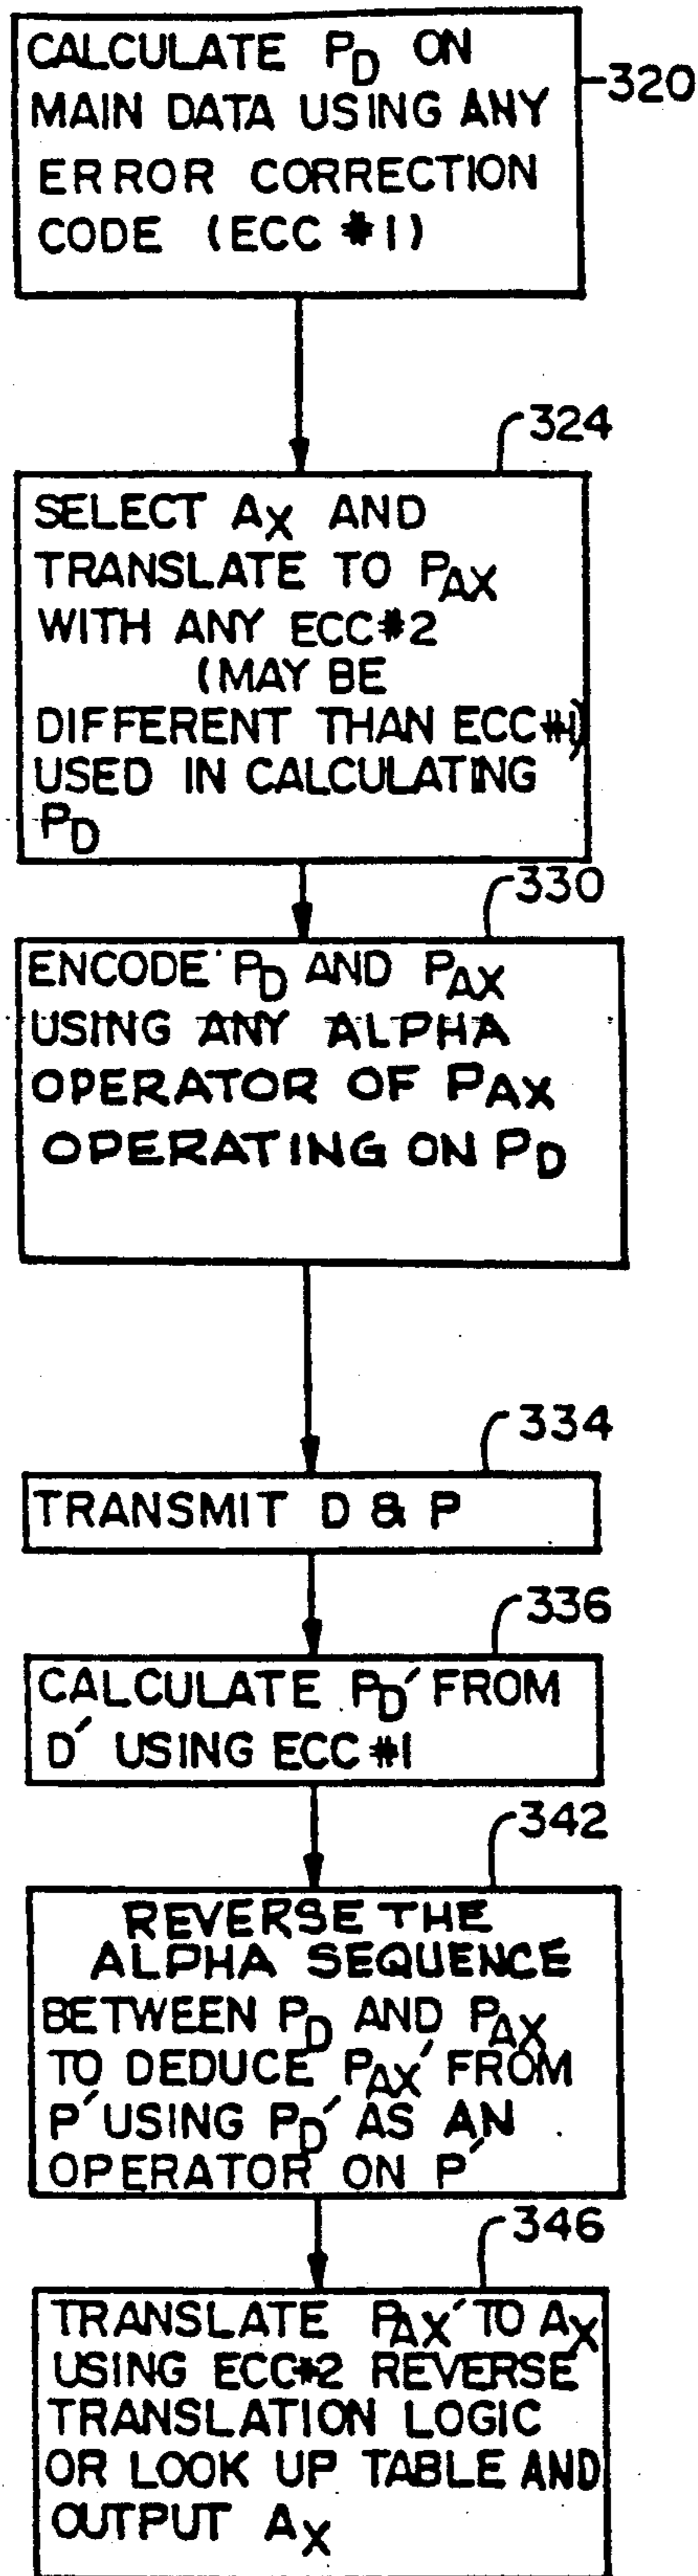 CALCULATE PD ON
MAIN DATA USING ANY
ERROR CORRECTION
CODE (ECC #1)
320
324
SELECT AX AND
TRANSLATE TO PAX
WITH ANY ECC#2
(MAY BE
DIFFERENT THAN ECC#1)
USED IN CALCULATING
PD
330
ENCODE PD AND PAX
USING ANY ALPHA
OPERATOR OF PAX
OPERATING ON PD
334
TRANSMIT D & P
336
CALCULATE PD' FROM
D' USING ECC #1
342
REVERSE THE
ALPHA SEQUENCE
BETWEEN PD AND PAX
TO DEDUCE PAX' FROM
P' USING PD' AS AN
OPERATOR ON P'
346
TRANSLATE PAX' TO AX
USING ECC#2 REVERSE
TRANSLATION LOGIC
OR LOOK UP TABLE AND
OUTPUT AX